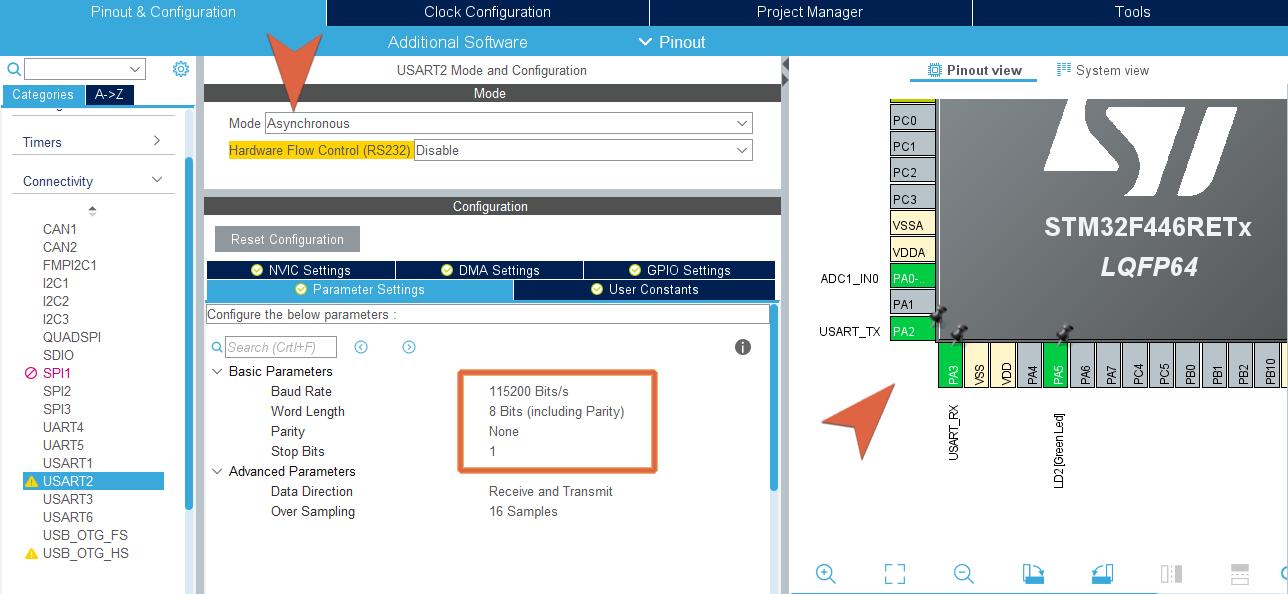 Pinout & Configuration
Clock Configuration
Project Manager
Tools
Additional Software
Pinout
Categories
A->Z
Timers
Connectivity
CAN1
CAN2
FMPI2C1
I2C1
I2C2
I2C3
QUADSPI
SDIO
SPI1
SPI2
SPI3
UART4
UART5
USART1
USART2
USART3
USART6
USB_OTG_FS
USB_OTG_HS
USART2 Mode and Configuration
Mode
Mode Asynchronous
Hardware Flow Control (RS232) Disable
Configuration
Reset Configuration
NVIC Settings
DMA Settings
GPIO Settings
Parameter Settings
User Constants
Configure the below parameters :
Search (CrtI+F)
Basic Parameters
Baud Rate 115200 Bits/s
Word Length 8 Bits (including Parity)
Parity None
Stop Bits 1
Advanced Parameters
Data Direction Receive and Transmit
Over Sampling 16 Samples
Pinout view
System view
PC0
PC1
PC2
PC3
VSSA
VDDA
ADC1_IN0 PA0-..
PA1
USART_TX PA2
ST
STM32F446RETx
LQFP64
PA3
VSS
VDD
PA4
PA5
PA6
PA7
PC4
PC5
PB0
PB1
PB2
PB10
USART_RX
LD2 [Green Led]